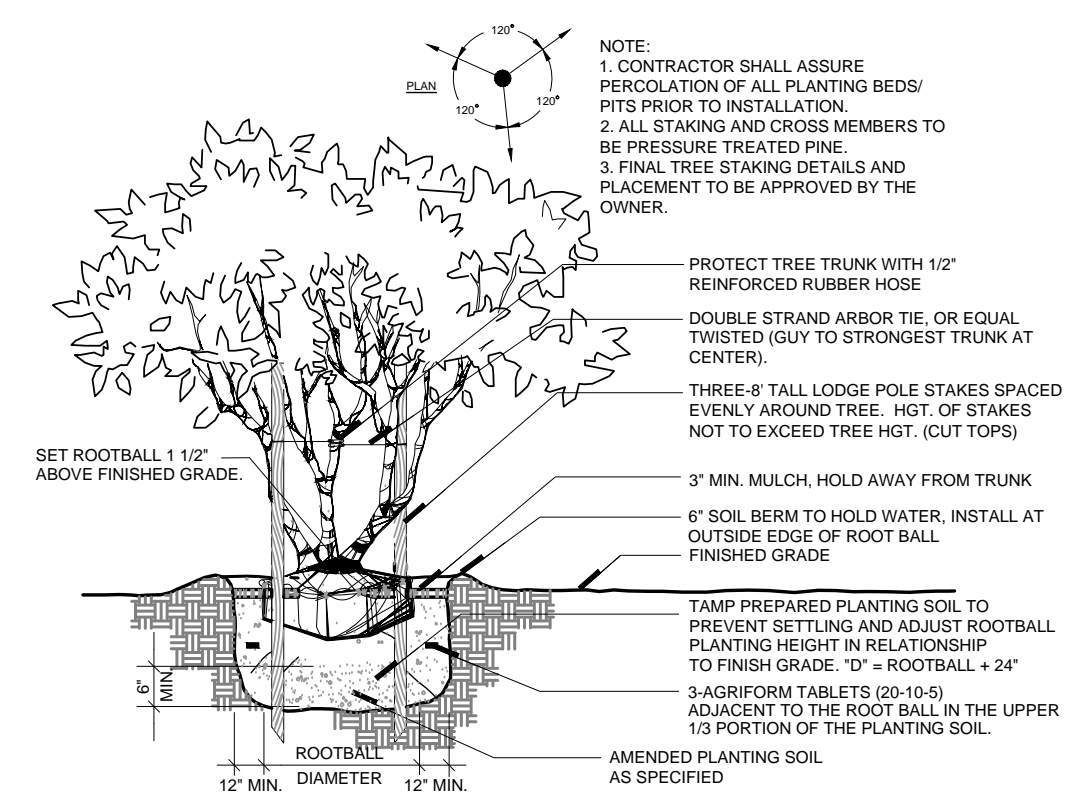 120°
PLAN
120°
120°
NOTE:
1. CONTRACTOR SHALL ASSURE
PERCOLATION OF ALL PLANTING BEDS/
PITS PRIOR TO INSTALLATION.
2. ALL STAKING AND CROSS MEMBERS TO
BE PRESSURE TREATED PINE.
3. FINAL TREE STAKING DETAILS AND
PLACEMENT TO BE APPROVED BY THE
OWNER.
PROTECT TREE TRUNK WITH 1/2"
REINFORCED RUBBER HOSE
DOUBLE STRAND ARBOR TIE, OR EQUAL
TWISTED (GUY TO STRONGEST TRUNK AT
CENTER).
THREE-8' TALL LODGE POLE STAKES SPACED
EVENLY AROUND TREE. HGT. OF STAKES
NOT TO EXCEED TREE HGT. (CUT TOPS)
SET ROOTBALL 1 1/2"
ABOVE FINISHED GRADE.
3" MIN. MULCH, HOLD AWAY FROM TRUNK
6" SOIL BERM TO HOLD WATER, INSTALL AT
OUTSIDE EDGE OF ROOT BALL
FINISHED GRADE
TAMP PREPARED PLANTING SOIL TO
PREVENT SETTLING AND ADJUST ROOTBALL
PLANTING HEIGHT IN RELATIONSHIP
TO FINISH GRADE. "D" = ROOTBALL + 24"
3-AGRIFORM TABLETS (20-10-5)
ADJACENT TO THE ROOT BALL IN THE UPPER
1/3 PORTION OF THE PLANTING SOIL.
AMENDED PLANTING SOIL
AS SPECIFIED
6"
MIN.
ROOTBALL
DIAMETER
12" MIN.
12" MIN.